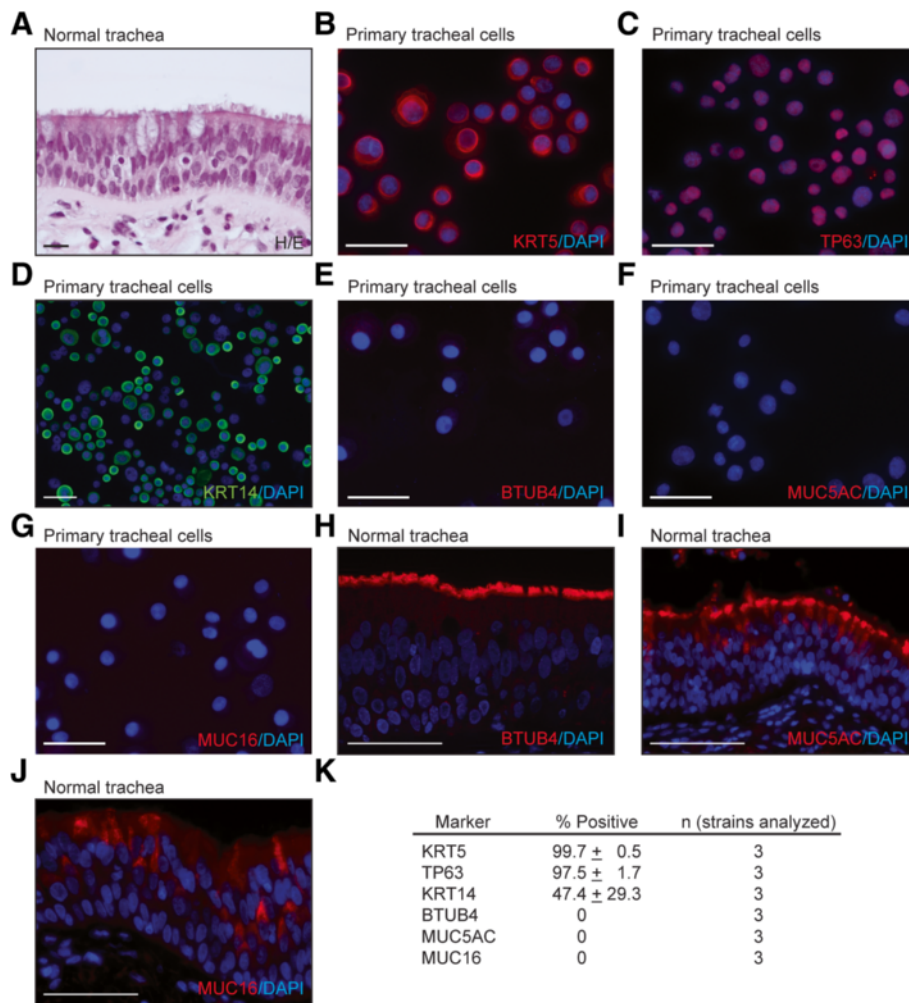 A Normal trachea
H/E
B Primary tracheal cells
KRT5/DAPI
C Primary tracheal cells
TP63/DAPI
D Primary tracheal cells
KRT14/DAPI
E Primary tracheal cells
BTUB4/DAPI
F Primary tracheal cells
MUC5AC/DAPI
G Primary tracheal cells
MUC16/DAPI
H Normal trachea
BTUB4/DAPI
I Normal trachea
MUC5AC/DAPI
J Normal trachea
MUC16/DAPI
K
Marker % Positive n (strains analyzed)
KRT5 99.7 ± 0.5 3
TP63 97.5 ± 1.7 3
KRT14 47.4 ± 29.3 3
BTUB4 0 3
MUC5AC 0 3
MUC16 0 3